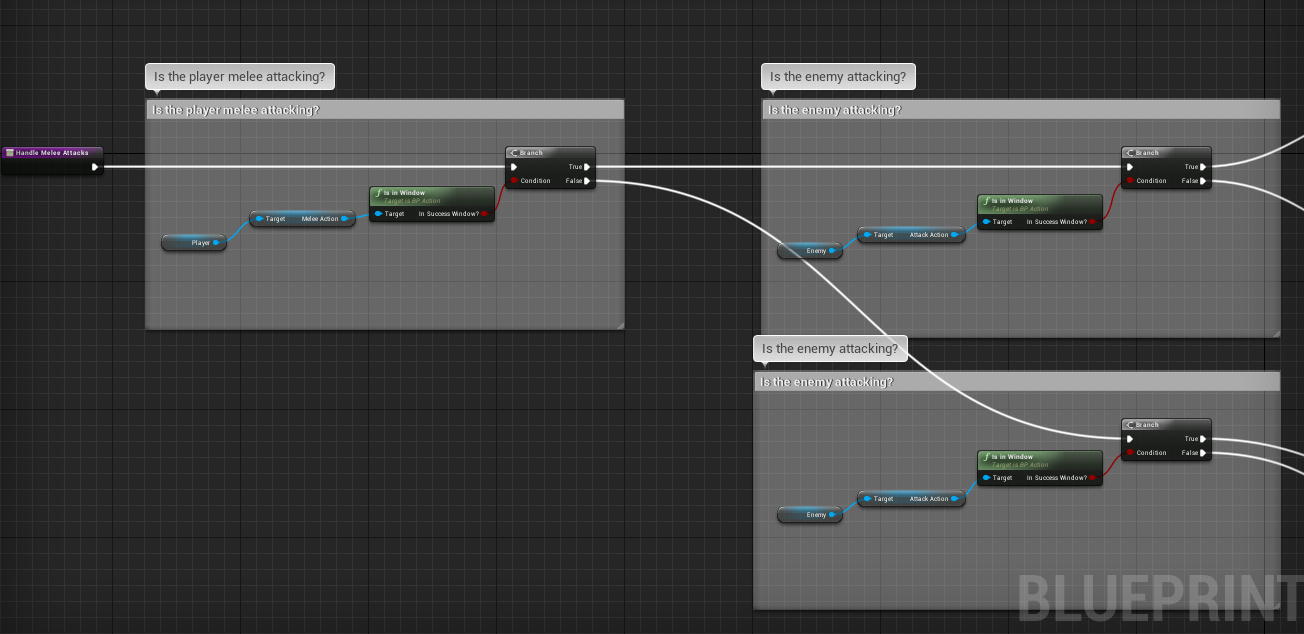 Is the player melee attacking?
Is the player melee attacking?
Handle Melee Attacks
Branch
True
Condition
False
Is in Window
Target is BP Action
Target
In Success Window?
Target
Melee Action
Player
Is the enemy attacking?
Is the enemy attacking?
Branch
True
Condition
False
Is in Window
Target is BP Action
Target
In Success Window?
Target
Attack Action
Enemy
Is the enemy attacking?
Is the enemy attacking?
Branch
True
Condition
False
Is in Window
Target is BP Action
Target
In Success Window?
Target
Attack Action
Enemy
BLUEPRINT